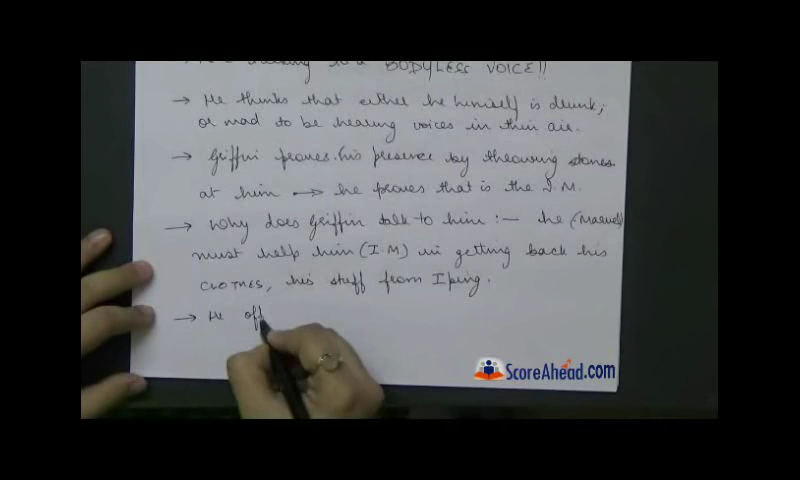 BODYLESS VOICE!!
→ He thinks that either he himself is drunk,
or mad to be hearing voices in thin air.
→ Griffin proves his presence by throwing stones
at him → he proves that is the I.M.
→ Why does Griffin talk to him :- he (Marvel)
must help him (I.M) in getting back his
CLOTHES, his stuff from Iping.
→ He off
ScoreAhead.com